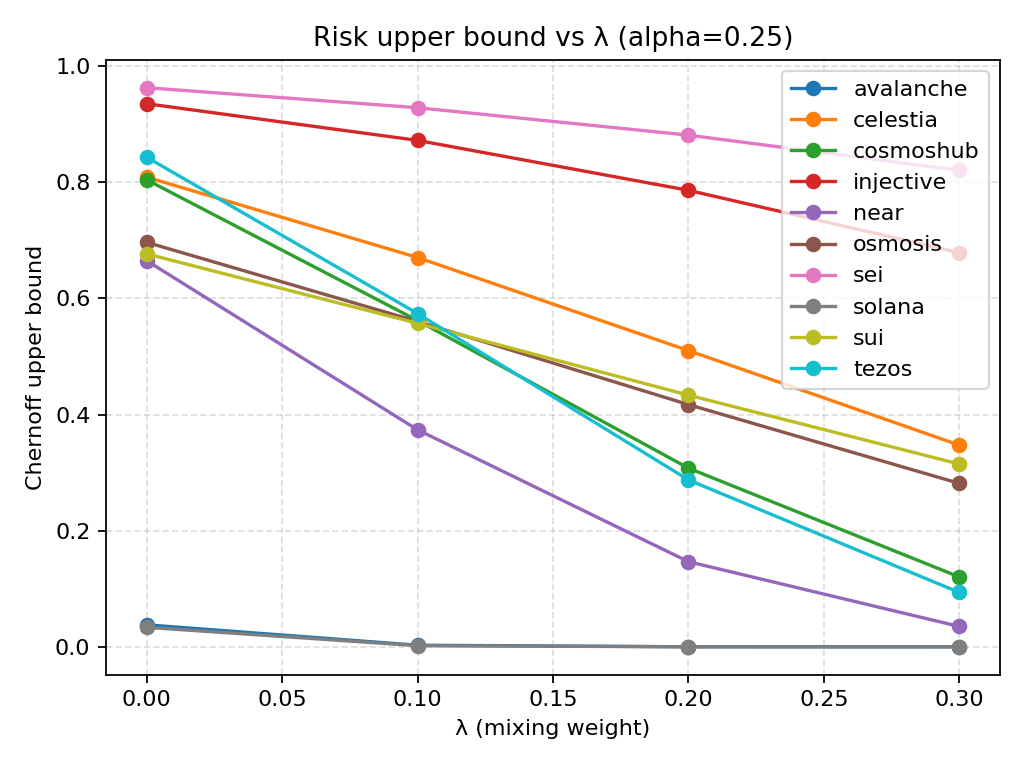 Risk upper bound vs λ (alpha=0.25)
1.0
0.8
0.6
0.4
0.2
0.0
Chernoff upper bound
avalanche
celestia
cosmoshub
injective
near
osmosis
sei
solana
sui
tezos
0.00 0.05 0.10 0.15 0.20 0.25 0.30
λ (mixing weight)